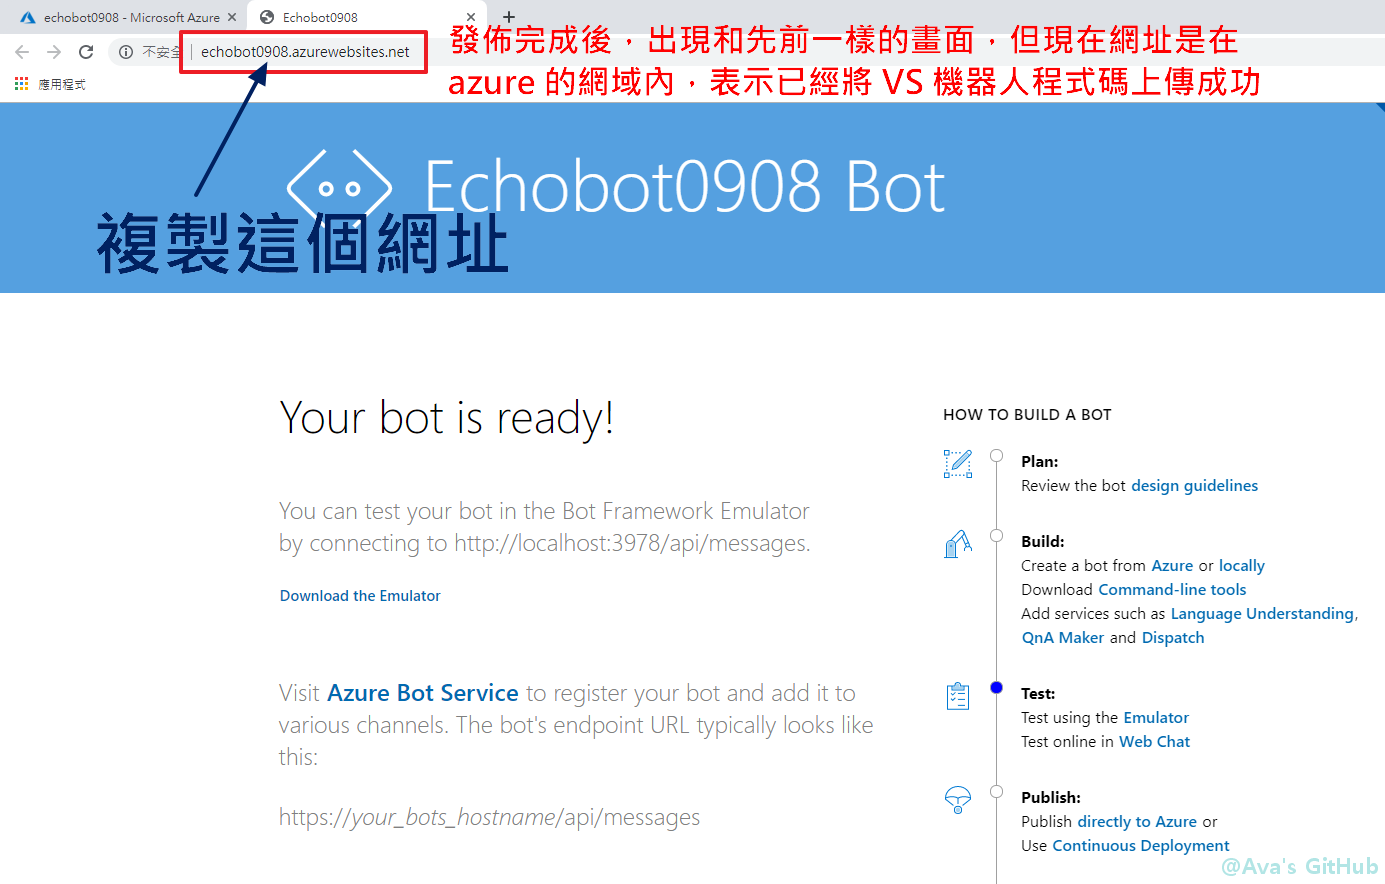 echobot0908 - Microsoft Azure
Echobot0908
不安全 | echobot0908.azurewebsites.net
應用程式
發佈完成後，出現和先前一樣的畫面，但現在網址是在
azure 的網域內，表示已經將 VS 機器人程式碼上傳成功
Echobot0908 Bot
複製這個網址
Your bot is ready!
You can test your bot in the Bot Framework Emulator
by connecting to http://localhost:3978/api/messages.
Download the Emulator
Visit Azure Bot Service to register your bot and add it to
various channels. The bot's endpoint URL typically looks like
this:
https://your_bots_hostname/api/messages
HOW TO BUILD A BOT
Plan:
Review the bot design guidelines
Build:
Create a bot from Azure or locally
Download Command-line tools
Add services such as Language Understanding,
QnA Maker and Dispatch
Test:
Test using the Emulator
Test online in Web Chat
Publish:
Publish directly to Azure or
Use Continuous Deployment
@Ava's GitHub